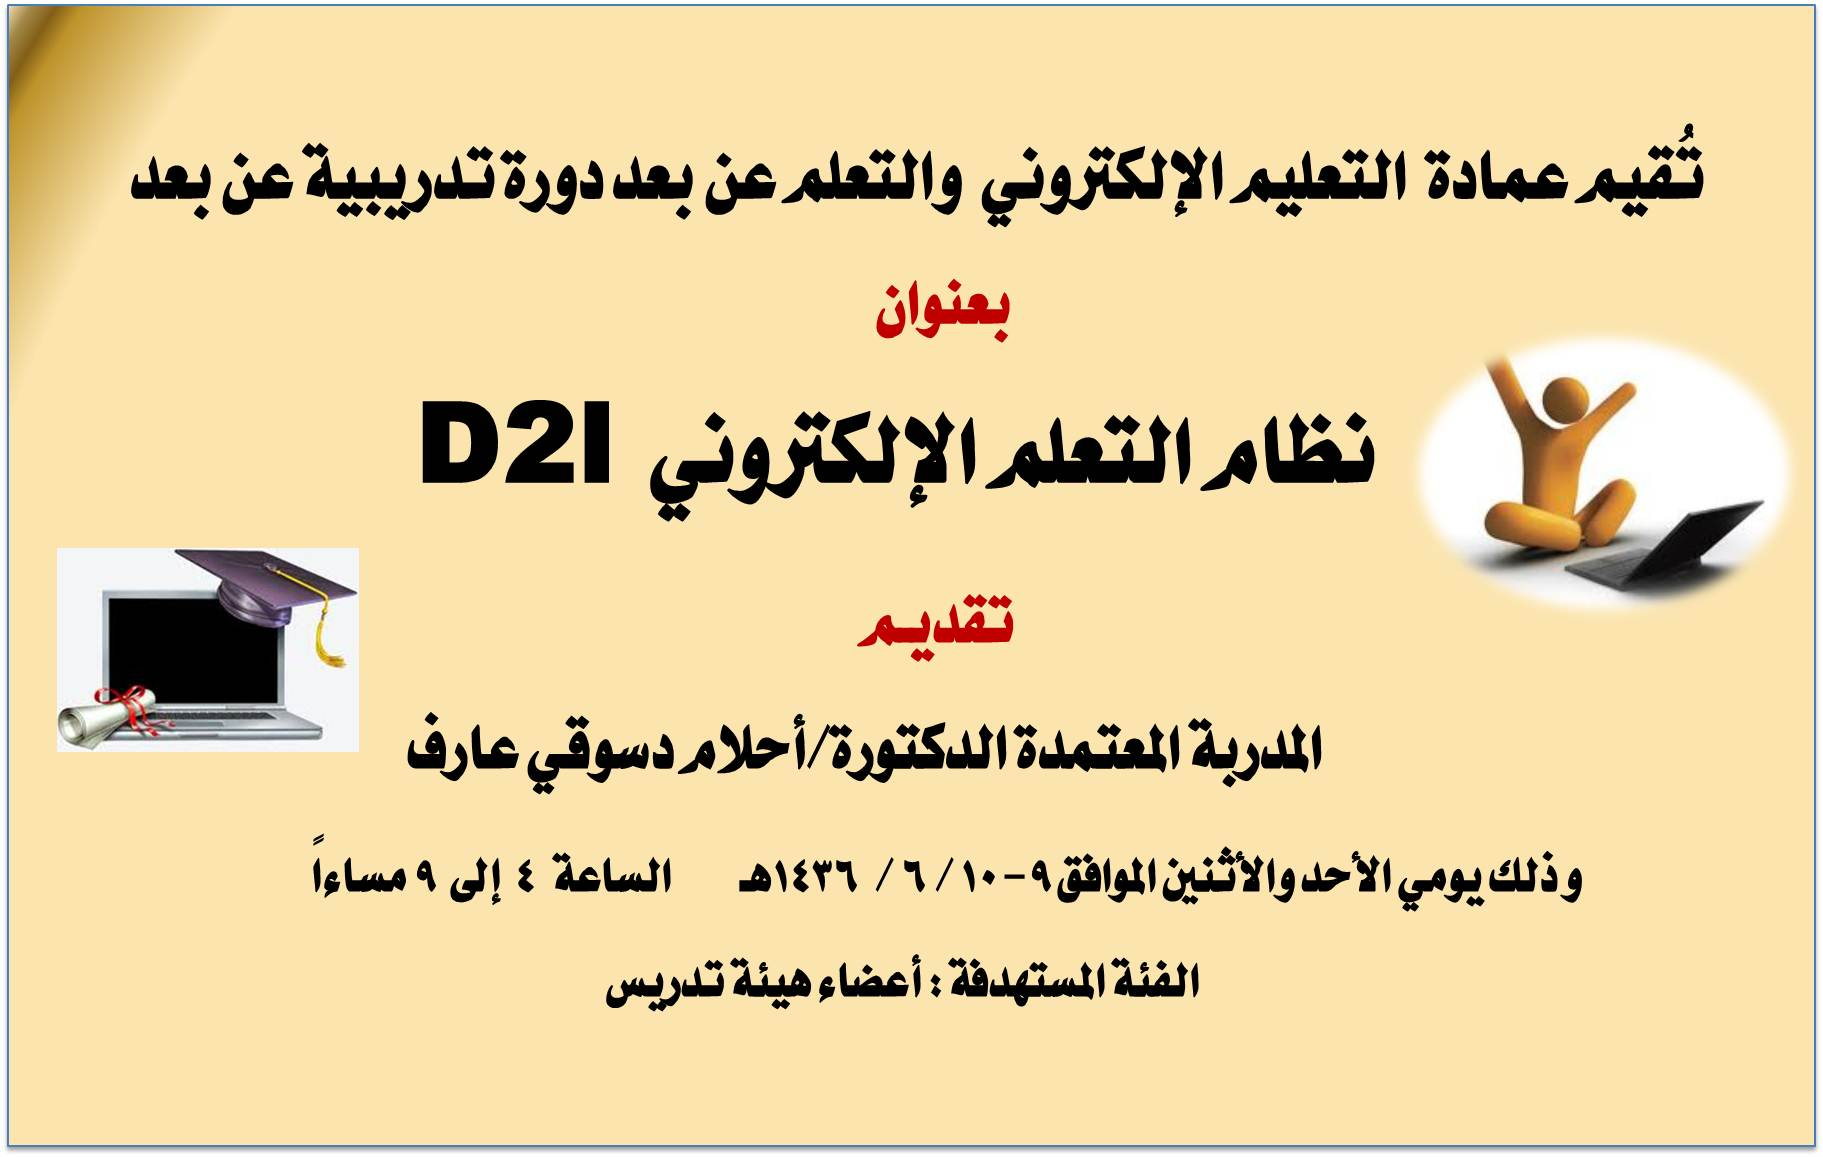 تُقيم عمادة التعليم الإلكتروني والتعلم عن بعد دورة تدريبية عن بعد
بعنوان
نظام التعلم الإلكتروني D2l
تقديم
المدربة المعتمدة الدكتورة/أحلام دسوقي عارف
وذلك يومي الأحد والأثنين الموافق ٩-١٠ / ٦ / ١٤٣٦هـ الساعة ٤ إلى ٩ مساءاً
الفئة المستهدفة : أعضاء هيئة تدريس